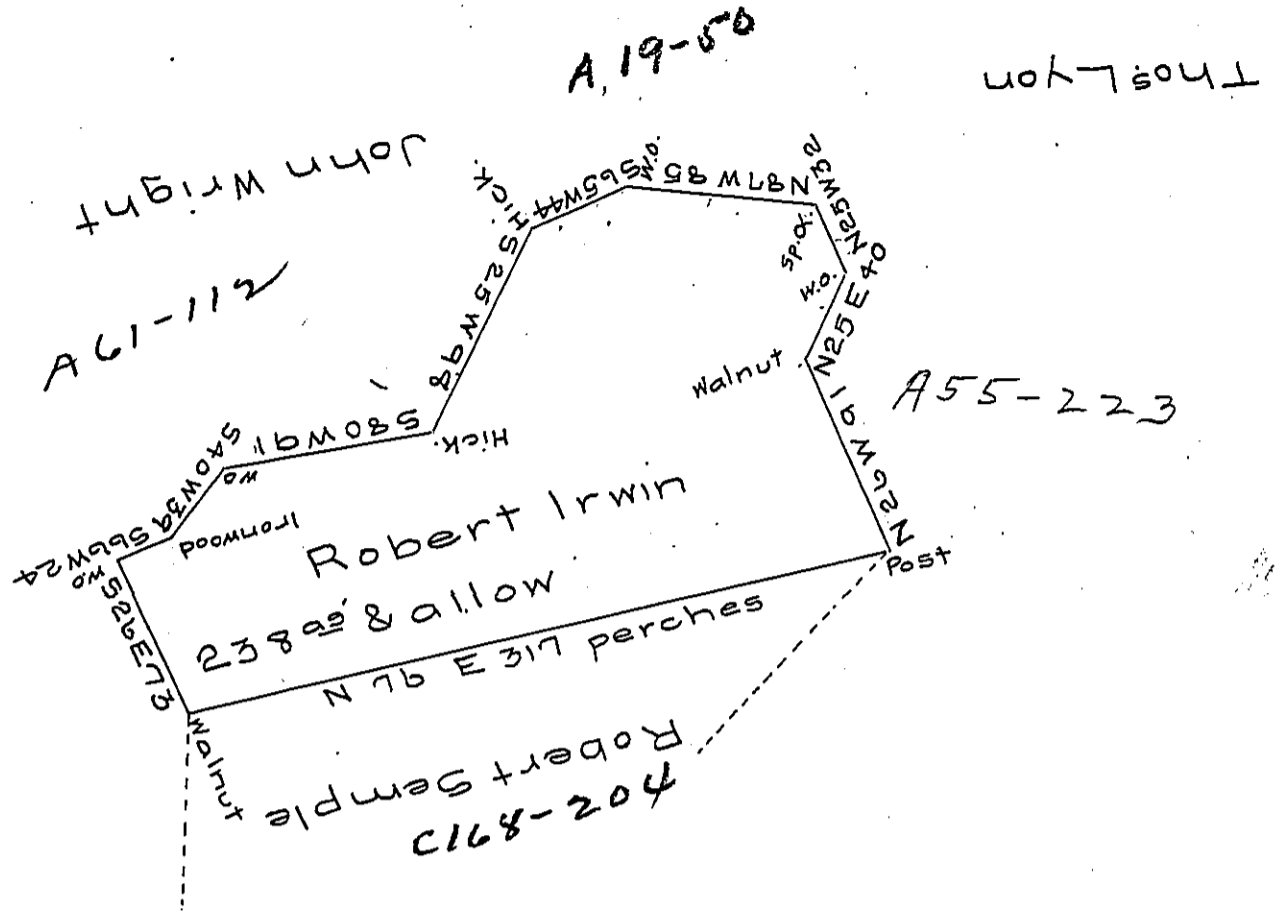 A, 19-50
Thos Lyon
John Wright
A61-112
Hick.
S25W98
S65W44
W.O.
N87W85
N25W32
Sp.O.
W.O.
N25E40
Walnut
N26W91
A55-223
Post
S80W91
Hick.
W.O
S40W39
Ironwood
S66W24
W.O
S26E73
Robert Irwin
238 as & allow
N 76 E 317 perches
Walnut
Robert Semple
C168-204